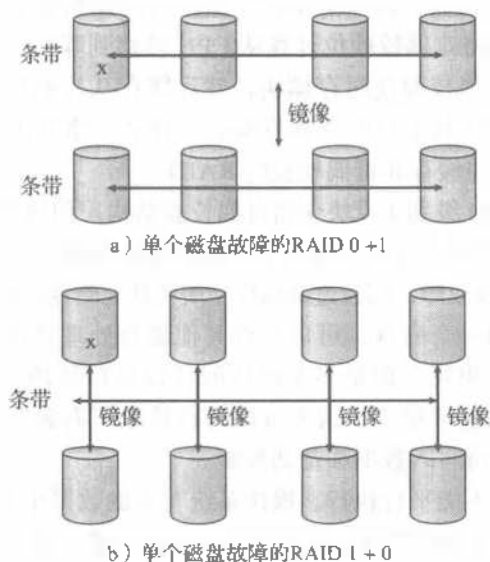 条带
x
镜像
条带
a）单个磁盘故障的RAID 0+1
x
条带
镜像 镜像 镜像 镜像
b）单个磁盘故障的RAID 1+0